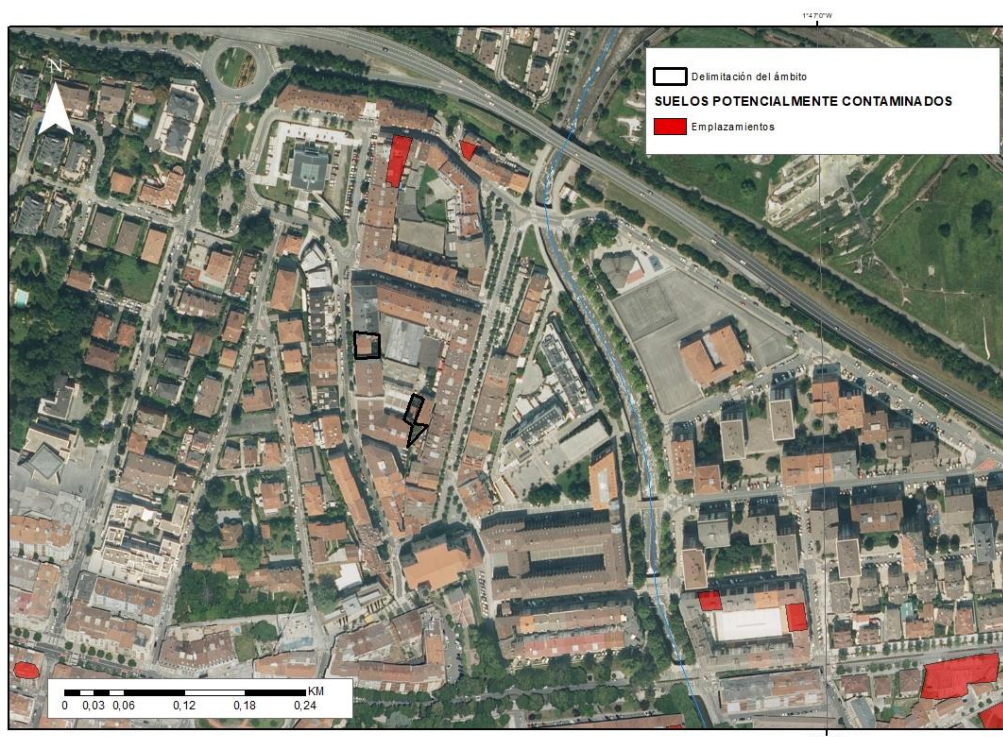 1°47'0"W
N
Delimitación del ámbito
SUELOS POTENCIALMENTE CONTAMINADOS
Emplazamientos
KM
0 0,03 0,06 0,12 0,18 0,24